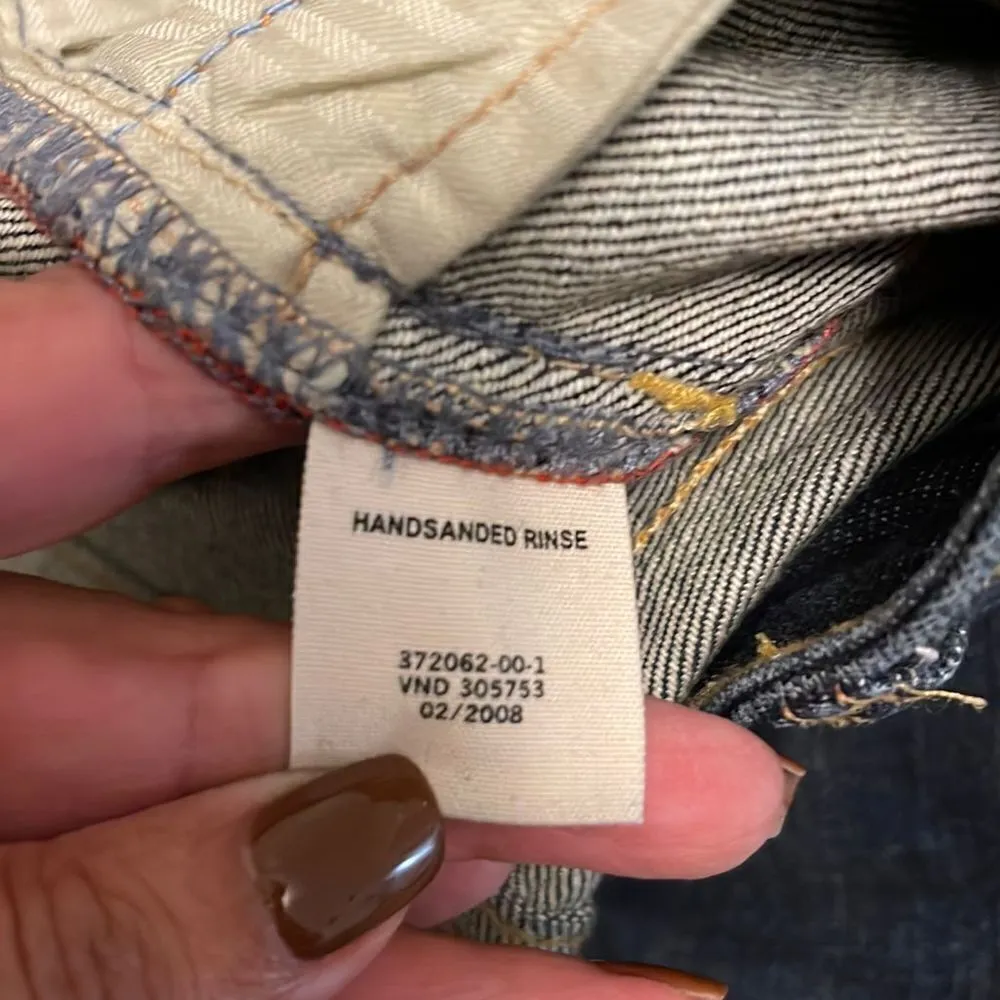 HANDSANDED RINSE
372062-00-1
VND 305753
02/2008